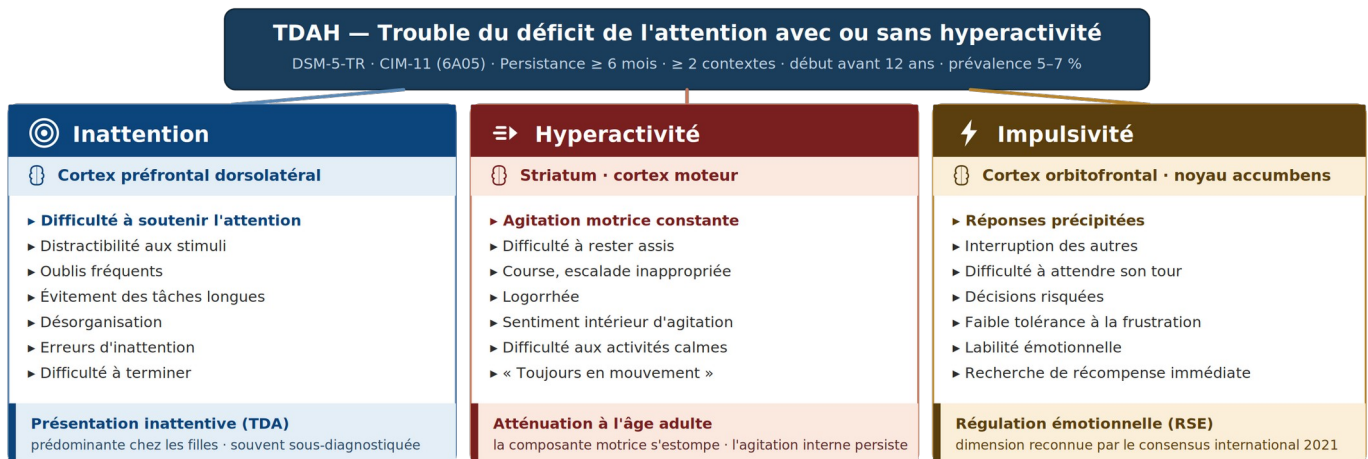 TDAH — Trouble du déficit de l'attention avec ou sans hyperactivité
DSM-5-TR · CIM-11 (6A05) · Persistance ≥ 6 mois · ≥ 2 contextes · début avant 12 ans · prévalence 5–7 %
Inattention
Cortex préfrontal dorsolatéral
▸ Difficulté à soutenir l'attention
▸ Distractibilité aux stimuli
▸ Oublis fréquents
▸ Évitement des tâches longues
▸ Désorganisation
▸ Erreurs d'inattention
▸ Difficulté à terminer
Présentation inattentive (TDA)
prédominante chez les filles · souvent sous-diagnostiquée
Hyperactivité
Striatum · cortex moteur
▸ Agitation motrice constante
▸ Difficulté à rester assis
▸ Course, escalade inappropriée
▸ Logorrhée
▸ Sentiment intérieur d'agitation
▸ Difficulté aux activités calmes
▸ « Toujours en mouvement »
Atténuation à l'âge adulte
la composante motrice s'estompe · l'agitation interne persiste
Impulsivité
Cortex orbitofrontal · noyau accumbens
▸ Réponses précipitées
▸ Interruption des autres
▸ Difficulté à attendre son tour
▸ Décisions risquées
▸ Faible tolérance à la frustration
▸ Labilité émotionnelle
▸ Recherche de récompense immédiate
Régulation émotionnelle (RSE)
dimension reconnue par le consensus international 2021